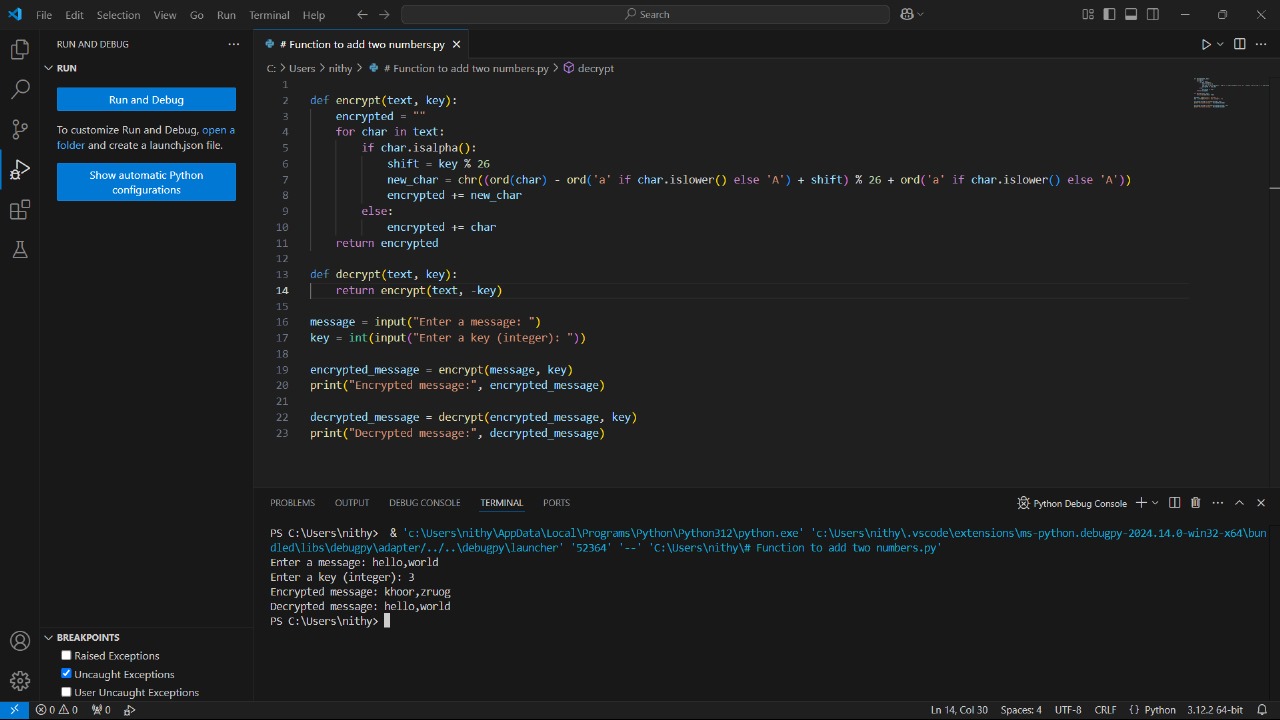 File Edit Selection View Go Run Terminal Help Search
RUN AND DEBUG ···
# Function to add two numbers.py
RUN
C: > Users > nithy > # Function to add two numbers.py > decrypt
Run and Debug
To customize Run and Debug, open a
folder and create a launch.json file.
Show automatic Python
configurations
1
2 def encrypt(text, key):
3 encrypted = ""
4 for char in text:
5 if char.isalpha():
6 shift = key % 26
7 new_char = chr((ord(char) - ord('a' if char.islower() else 'A') + shift) % 26 + ord('a' if char.islower() else 'A'))
8 encrypted += new_char
9 else:
10 encrypted += char
11 return encrypted
12
13 def decrypt(text, key):
14 return encrypt(text, -key)
15
16 message = input("Enter a message: ")
17 key = int(input("Enter a key (integer): "))
18
19 encrypted_message = encrypt(message, key)
20 print("Encrypted message:", encrypted_message)
21
22 decrypted_message = decrypt(encrypted_message, key)
23 print("Decrypted message:", decrypted_message)
PROBLEMS OUTPUT DEBUG CONSOLE TERMINAL PORTS Python Debug Console
PS C:\Users\nithy> & 'c:\Users\nithy\AppData\Local\Programs\Python\Python312\python.exe' 'c:\Users\nithy\.vscode\extensions\ms-python.debugpy-2024.14.0-win32-x64\bun
dled\libs\debugpy\adapter/../..\debugpy\launcher' '52364' '--' 'C:\Users\nithy\# Function to add two numbers.py'
Enter a message: hello,world
Enter a key (integer): 3
Encrypted message: khoor,zruog
Decrypted message: hello,world
PS C:\Users\nithy>
BREAKPOINTS
Raised Exceptions
Uncaught Exceptions
User Uncaught Exceptions
0 0 0 Ln 14, Col 30 Spaces: 4 UTF-8 CRLF {} Python 3.12.2 64-bit